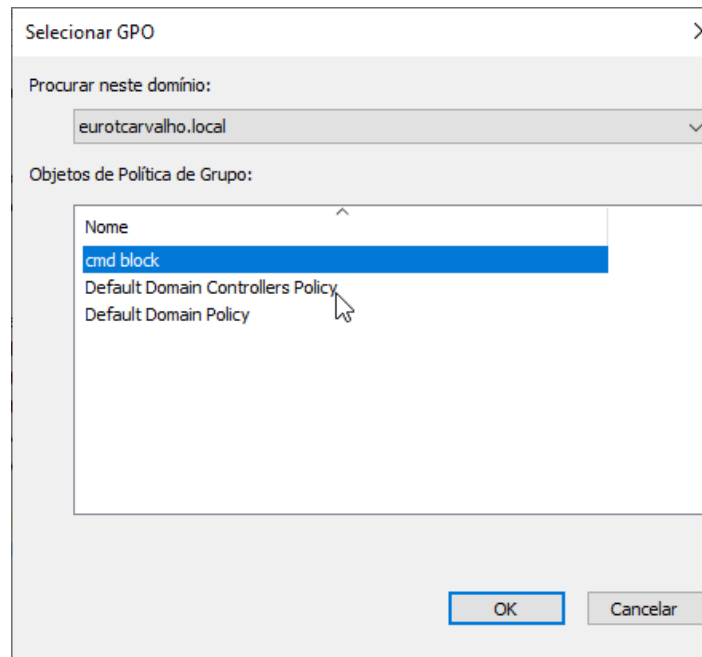 Selecionar GPO
Procurar neste domínio:
eurotcarvalho.local
Objetos de Política de Grupo:
Nome
cmd block
Default Domain Controllers Policy
Default Domain Policy
OK
Cancelar